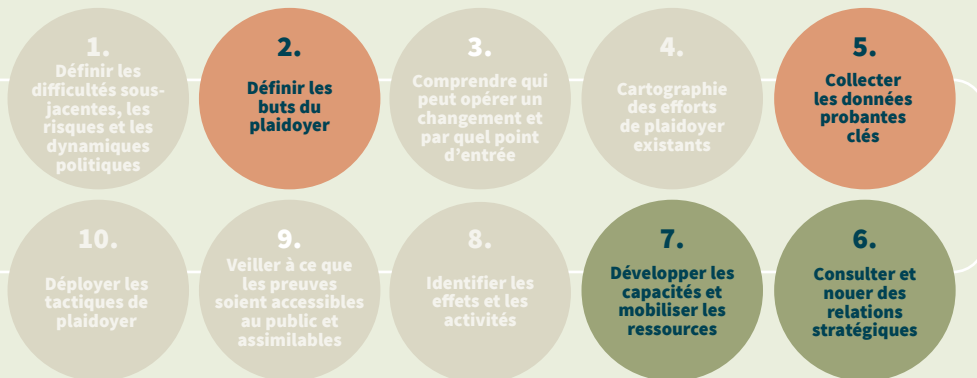 1.
Définir les
difficultés sous-
jacentes, les
risques et les
dynamiques
politiques
2.
Définir les
buts du
plaidoyer
3.
Comprendre qui
peut opérer un
changement et
par quel point
d'entrée
4.
Cartographie
des efforts
de plaidoyer
existants
5.
Collecter
les données
probantes
clés
10.
Déployer les
tactiques de
plaidoyer
9.
Veiller à ce que
les preuves
soient accessibles
au public et
assimilables
8.
Identifier les
effets et les
activités
7.
Développer les
capacités et
mobiliser les
ressources
6.
Consulter et
nouer des
relations
stratégiques